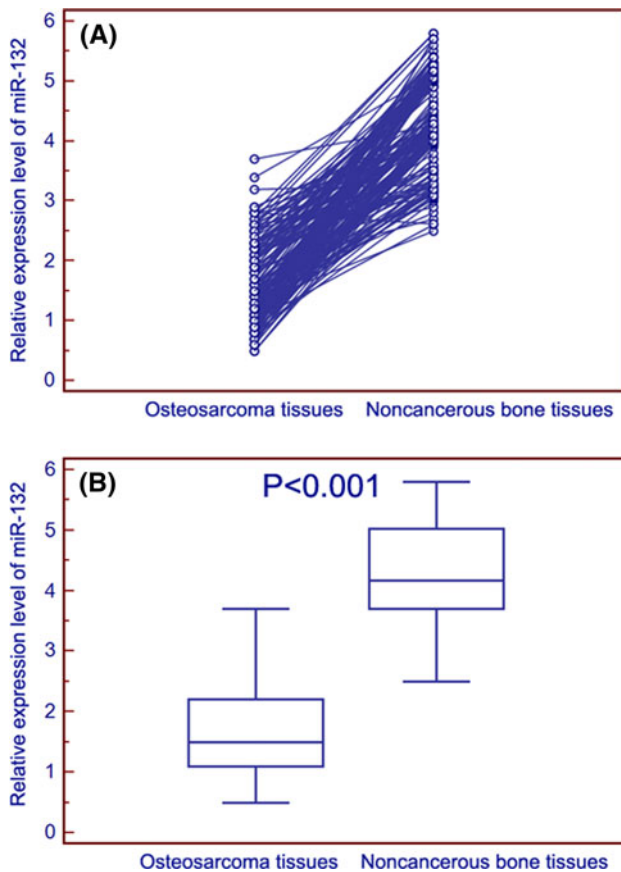 (A)
Relative expression level of miR-132
6
5
4
3
2
1
0
Osteosarcoma tissues
Noncancerous bone tissues
(B)
P<0.001
Relative expression level of miR-132
6
5
4
3
2
1
0
Osteosarcoma tissues
Noncancerous bone tissues